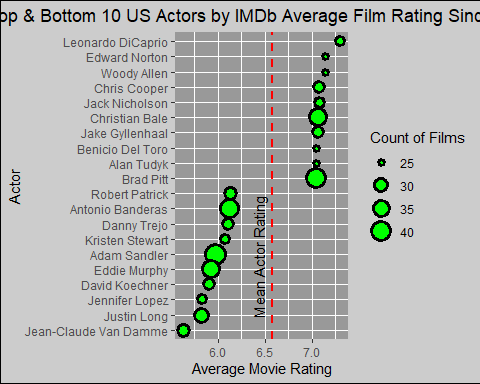 op & Bottom 10 US Actors by IMDb Average Film Rating Sinc
Leonardo DiCaprio
Edward Norton
Woody Allen
Chris Cooper
Jack Nicholson
Christian Bale
Jake Gyllenhaal
Benicio Del Toro
Alan Tudyk
Brad Pitt
Robert Patrick
Antonio Banderas
Danny Trejo
Kristen Stewart
Adam Sandler
Eddie Murphy
David Koechner
Jennifer Lopez
Justin Long
Jean-Claude Van Damme
Actor
Mean Actor Rating
6.0 6.5 7.0
Average Movie Rating
Count of Films
25
30
35
40